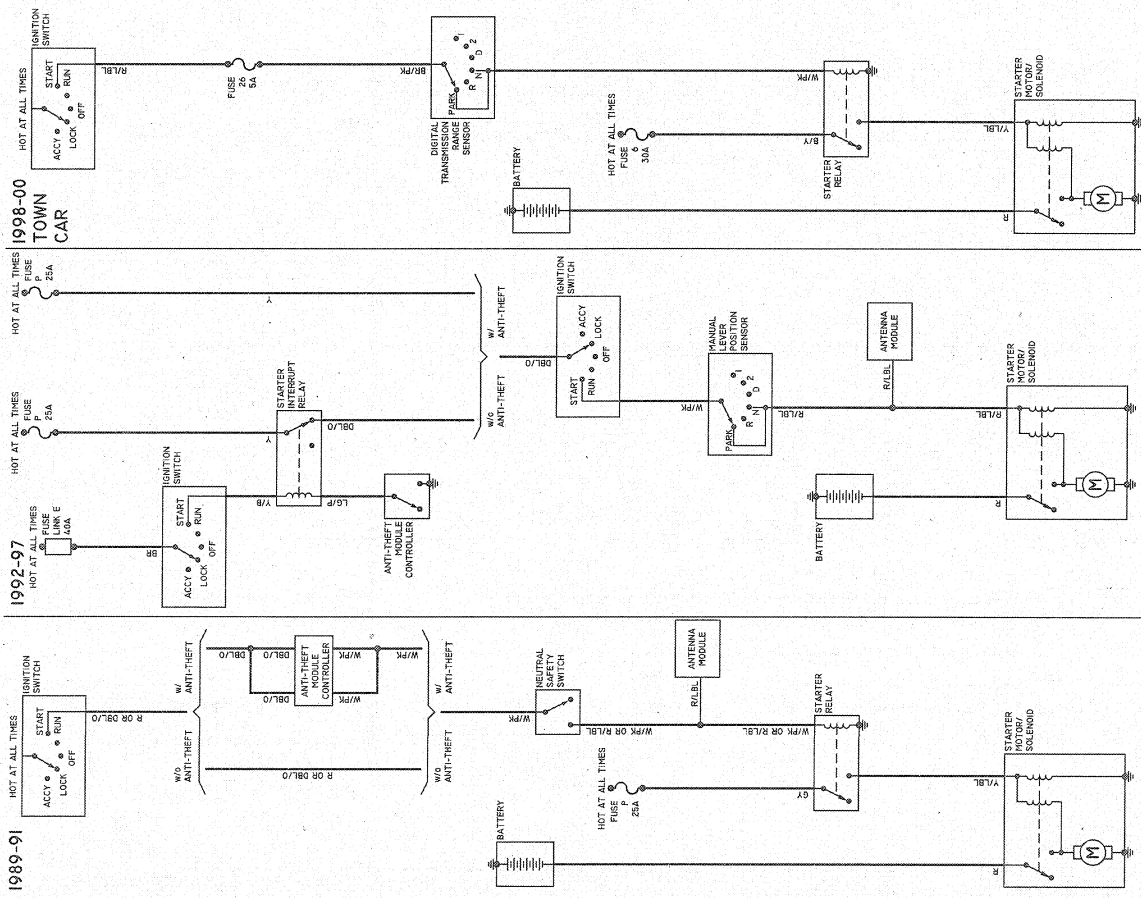 1989-91
HOT AT ALL TIMES
IGNITION
SWITCH
ACCY
LOCK
OFF
RUN
START
R OR DBL/O
w/o
ANTI-THEFT
w/
ANTI-THEFT
R OR DBL/O
DBL/O
DBL/O
DBL/O
ANTI-THEFT
MODULE
CONTROLLER
W/PK
W/PK
W/PK
w/o
ANTI-THEFT
w/
ANTI-THEFT
W/PK
NEUTRAL
SAFETY
SWITCH
W/PK OR R/LBL
R/LBL
ANTENNA
MODULE
W/PK OR R/LBL
STARTER
RELAY
HOT AT ALL TIMES
FUSE
P
25A
GY
Y/LBL
BATTERY
R
STARTER
MOTOR/
SOLENOID
M
1992-97
HOT AT ALL TIMES
FUSE
LINK E
40A
BR
IGNITION
SWITCH
ACCY
LOCK
OFF
RUN
START
Y/B
STARTER
INTERRUPT
RELAY
LG/P
ANTI-THEFT
MODULE
CONTROLLER
HOT AT ALL TIMES
FUSE
P
25A
Y
DBL/O
HOT AT ALL TIMES
FUSE
P
25A
Y
w/o
ANTI-THEFT
w/
ANTI-THEFT
DBL/O
IGNITION
SWITCH
START
RUN
OFF
LOCK
ACCY
W/PK
MANUAL
LEVER
POSITION
SENSOR
PARK
R
N
D
2
1
R/LBL
R/LBL
ANTENNA
MODULE
R/LBL
BATTERY
R
STARTER
MOTOR/
SOLENOID
M
1998-00
TOWN
CAR
HOT AT ALL TIMES
IGNITION
SWITCH
ACCY
LOCK
OFF
RUN
START
R/LBL
FUSE
26
5A
BR/PK
DIGITAL
TRANSMISSION
RANGE
SENSOR
PARK
R
N
D
2
1
W/PK
HOT AT ALL TIMES
FUSE
6
30A
B/Y
STARTER
RELAY
Y/LBL
BATTERY
R
STARTER
MOTOR/
SOLENOID
M